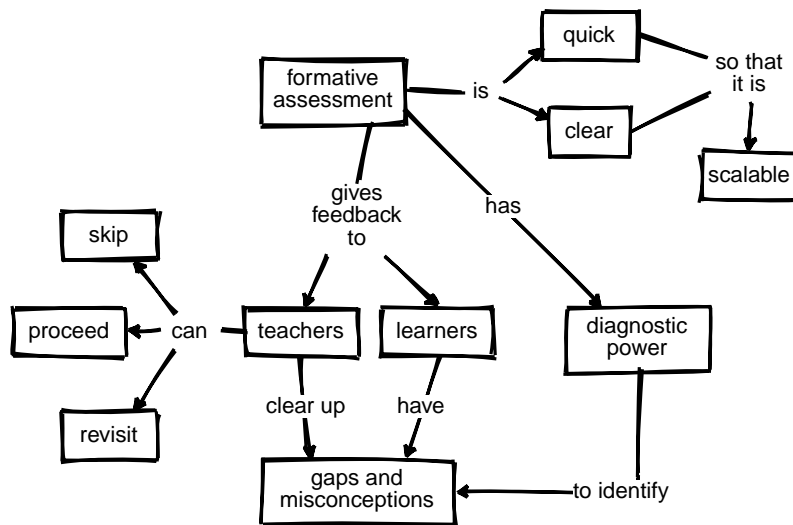 quick
formative
assessment
is
so that
it is
clear
scalable
gives
feedback
to
has
skip
proceed
can
teachers
learners
diagnostic
power
revisit
clear up
have
gaps and
misconceptions
to identify